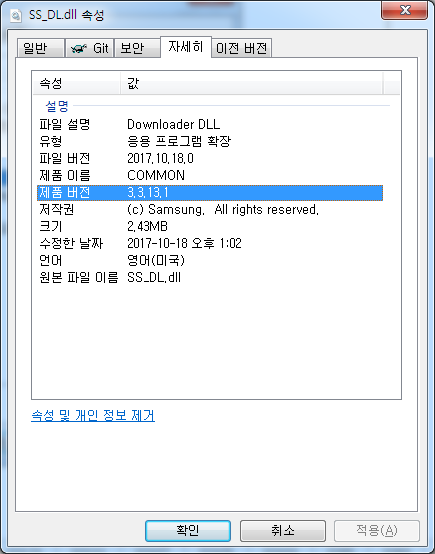 SS_DL.dll 속성
일반 Git 보안 자세히 이전 버전
속성 값
설명
파일 설명 Downloader DLL
유형 응용 프로그램 확장
파일 버전 2017.10.18.0
제품 이름 COMMON
제품 버전 3.3.13.1
저작권 (c) Samsung. All rights reserved.
크기 2.43MB
수정한 날짜 2017-10-18 오후 1:02
언어 영어(미국)
원본 파일 이름 SS_DL.dll
속성 및 개인 정보 제거
확인 취소 적용(A)